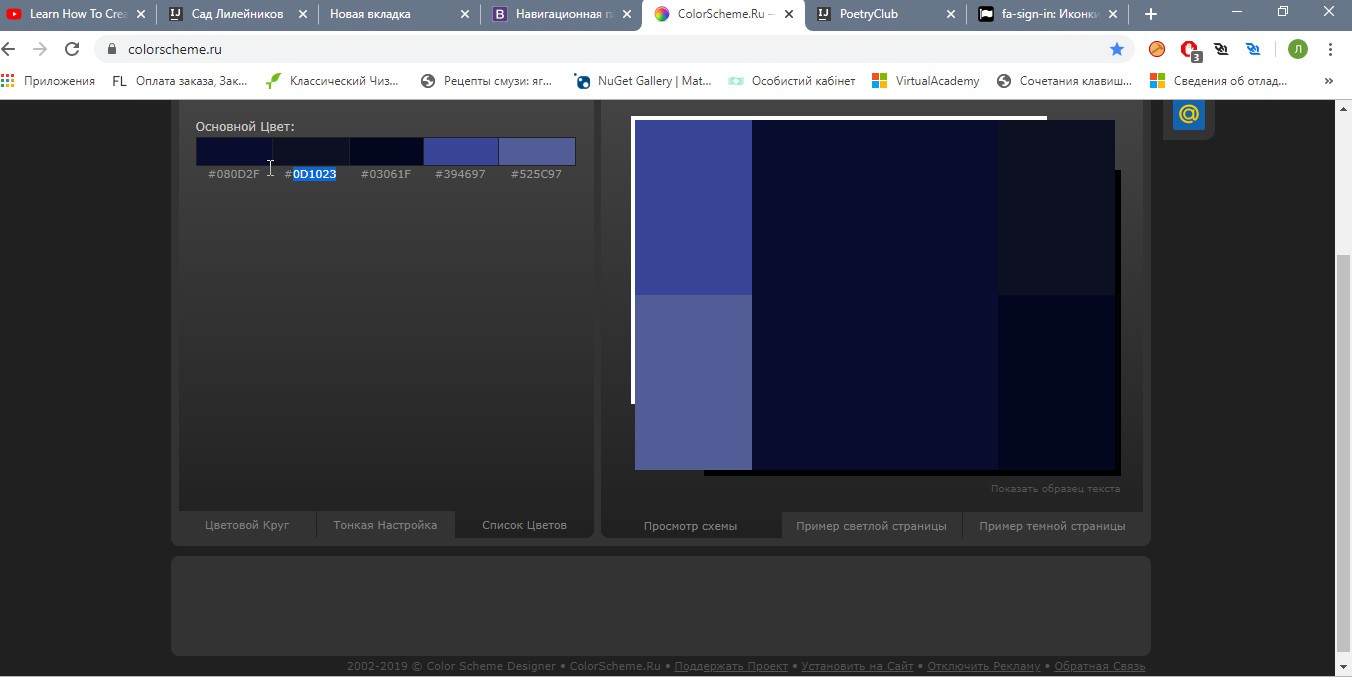 Learn How To Crea
Сад Лилейников
Новая вкладка
Навигационная п
ColorScheme.Ru –
PoetryClub
fa-sign-in: Иконки
colorscheme.ru
3
Л
Приложения
FL Оплата заказа, Зак...
Классический Чиз...
Рецепты смузи: яг...
NuGet Gallery | Mat...
Особистий кабінет
VirtualAcademy
Сочетания клавиш...
Сведения об отлад...
»
Основной Цвет:
#080D2F #0D1023 #03061F #394697 #525C97
Показать образец текста
Цветовой Круг
Тонкая Настройка
Список Цветов
Просмотр схемы
Пример светлой страницы
Пример темной страницы
2002-2019 © Color Scheme Designer • ColorScheme.Ru • Поддержать Проект • Установить на Сайт • Отключить Рекламу • Обратная Связь